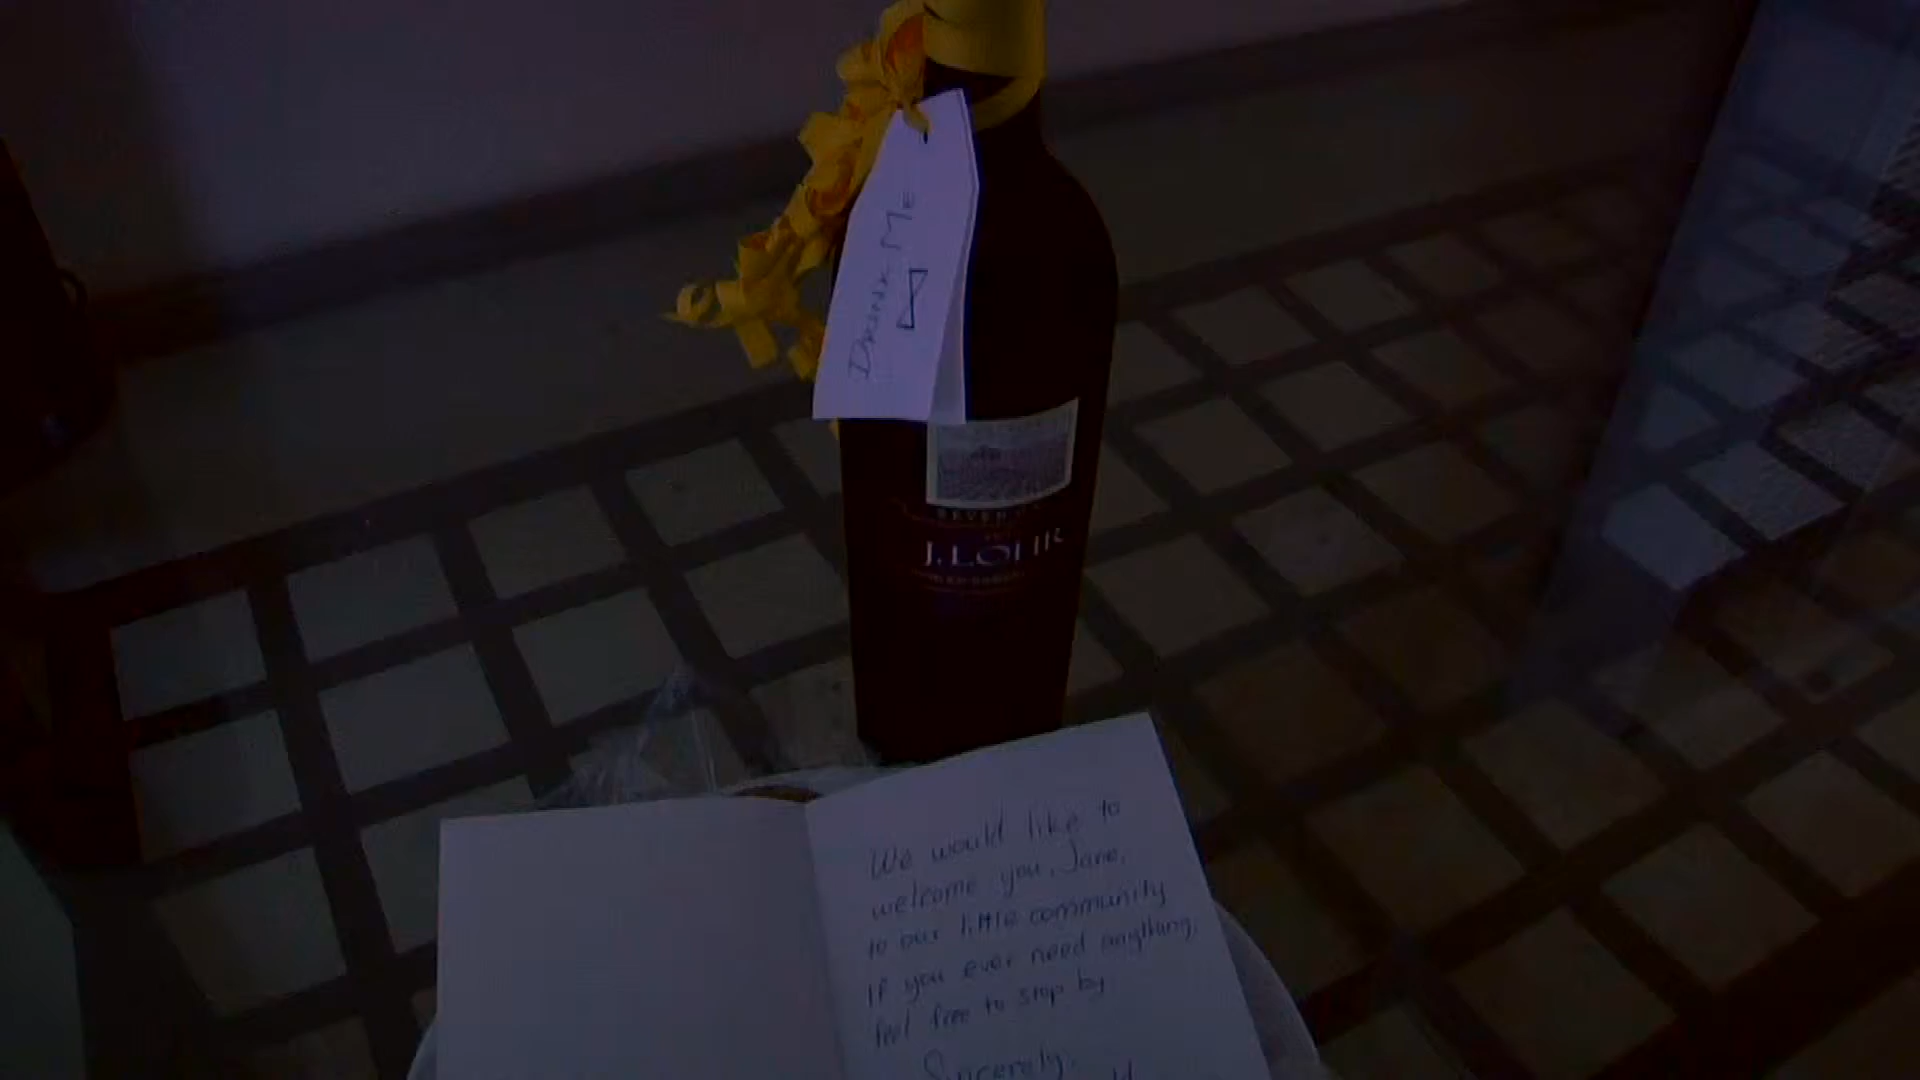 Drink Me
SEVEN
J. LOHR
We would like to
welcome you, Jane,
to our little community
If you ever need anything,
feel free to stop by.
Sincerely,